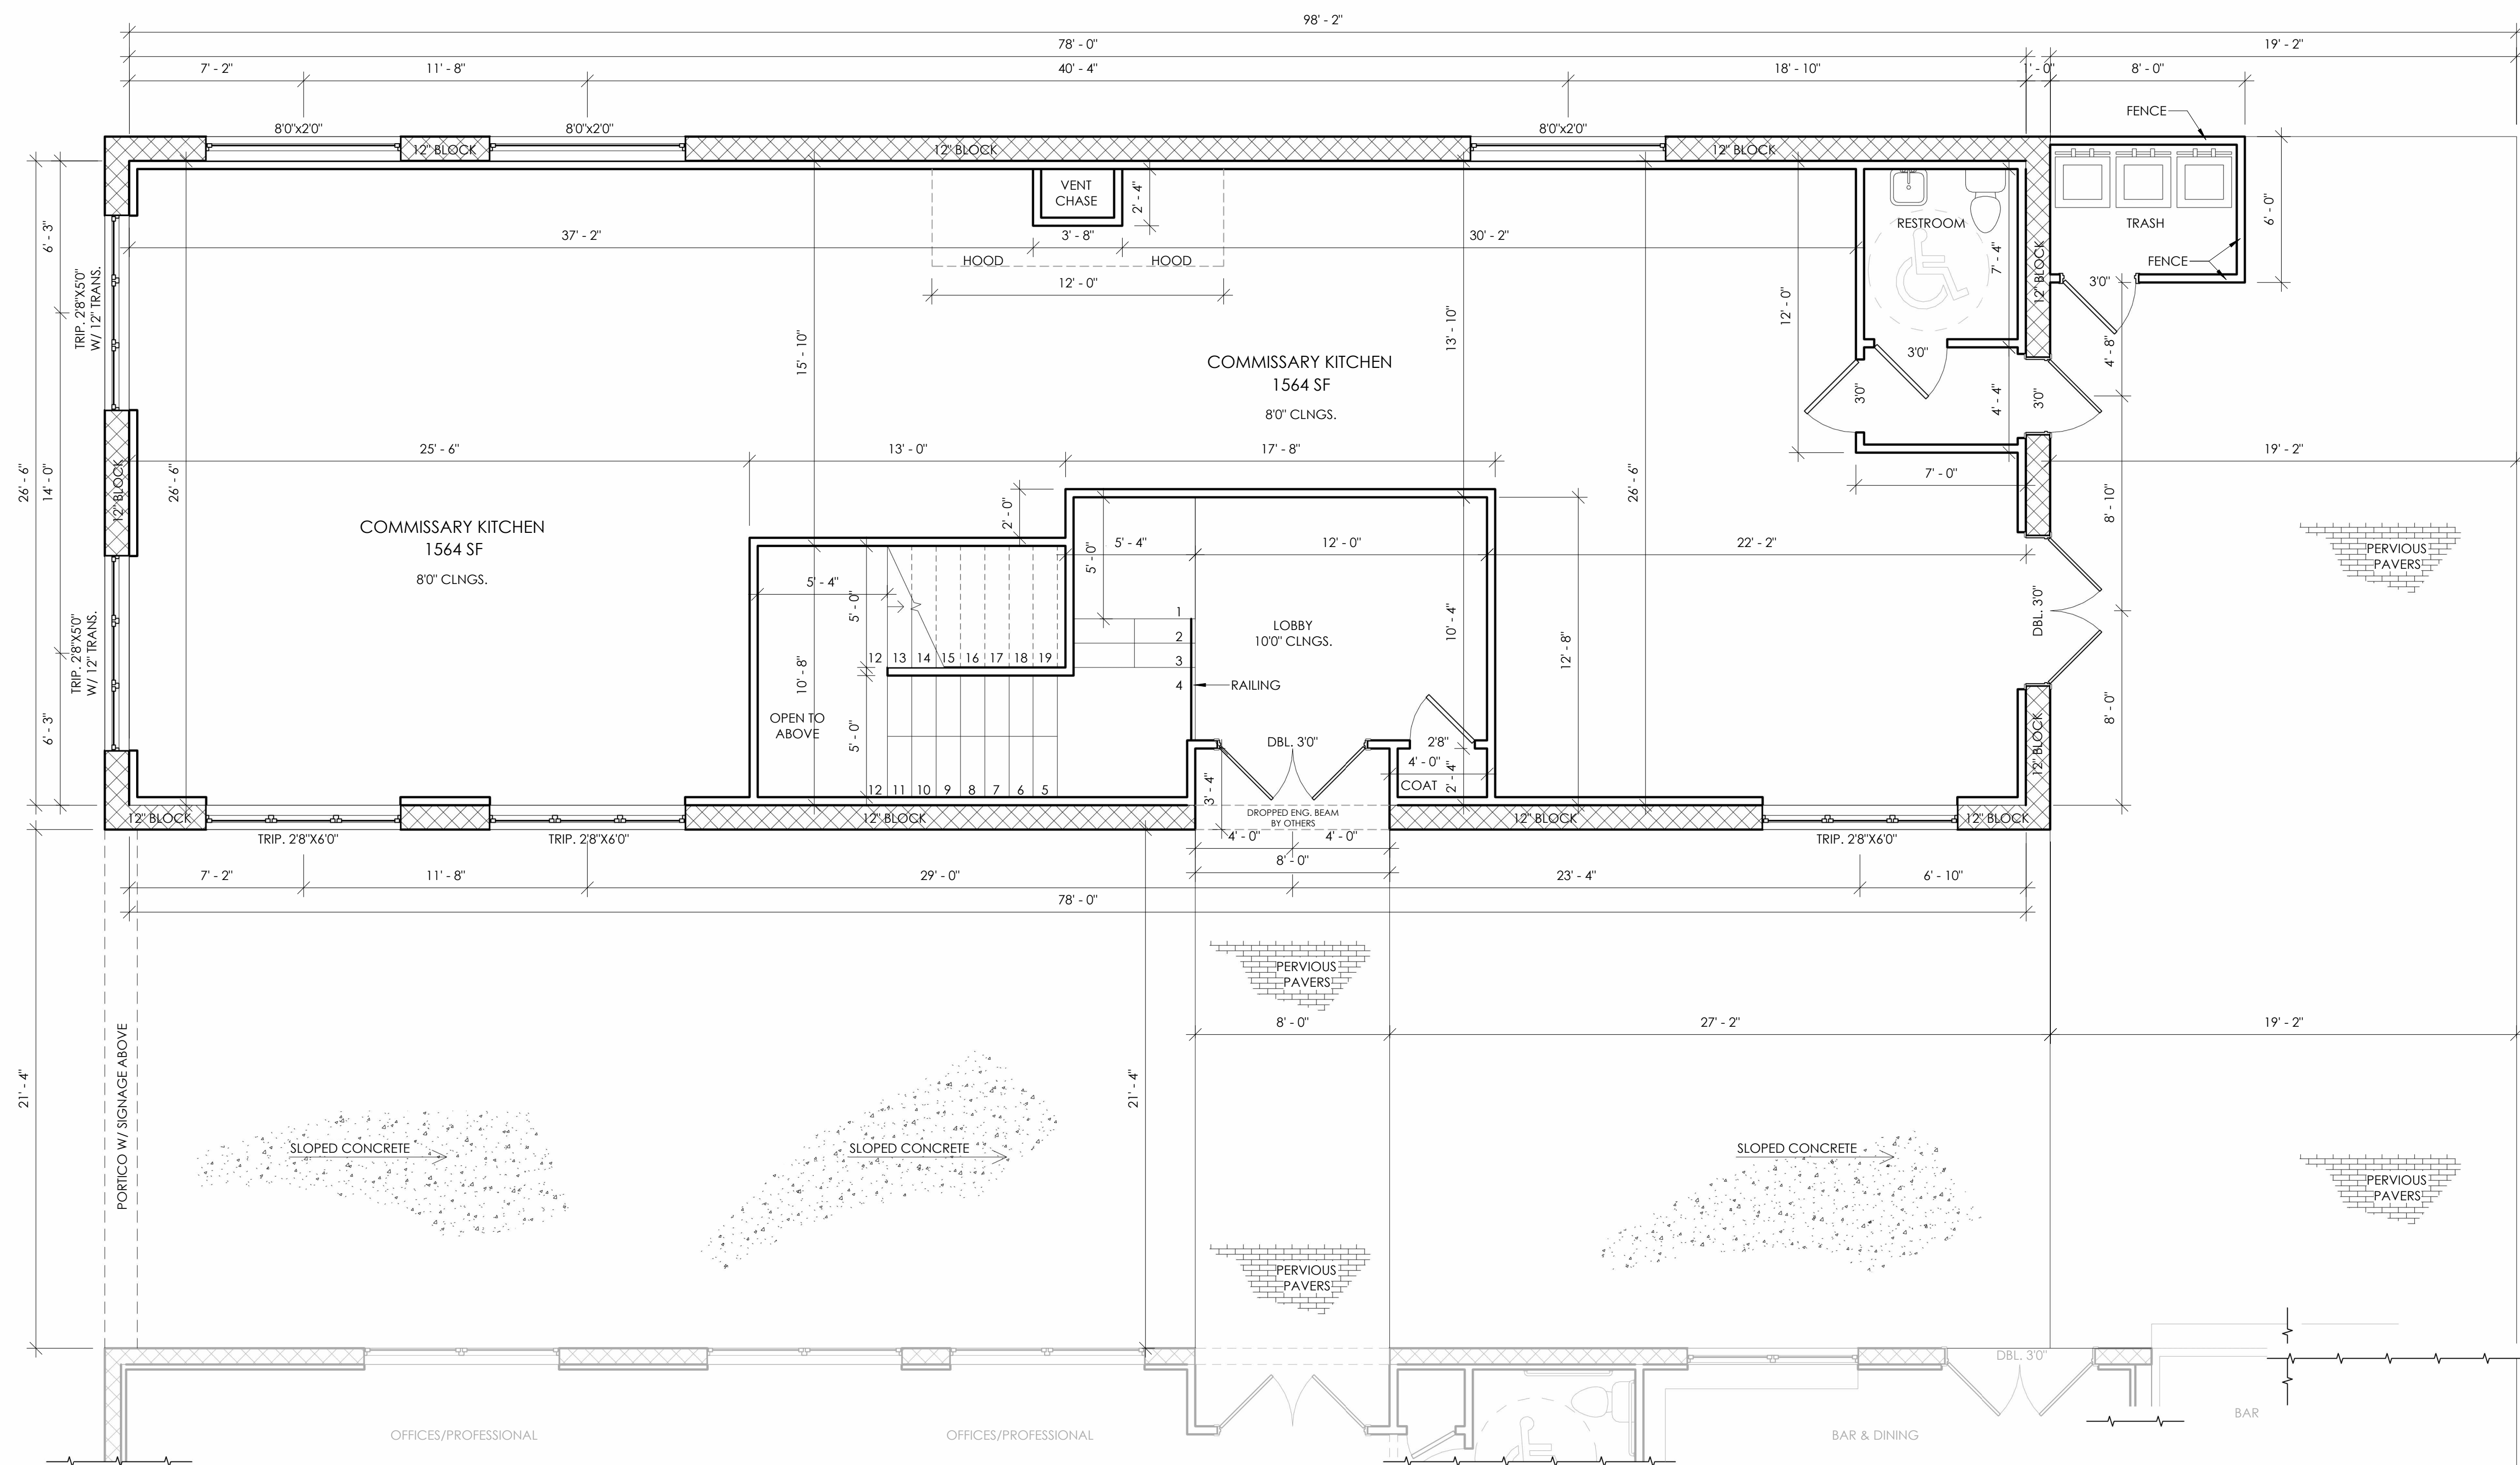 98' - 2"
78' - 0"
19' - 2"
7' - 2"
11' - 8"
40' - 4"
18' - 10"
1' - 0"
8' - 0"
FENCE
8'0"x2'0"
8'0"x2'0"
8'0"x2'0"
12" BLOCK
12" BLOCK
12" BLOCK
VENT
CHASE
2' - 4"
RESTROOM
TRASH
6' - 0"
6' - 3"
37' - 2"
3' - 8"
30' - 2"
7' - 4"
12" BLOCK
HOOD
HOOD
FENCE
12' - 0"
3'0"
TRIP. 2'8"X5'0"
W/ 12" TRANS.
12' - 0"
15' - 10"
13' - 10"
COMMISSARY KITCHEN
1564 SF
8'0" CLNGS.
3'0"
4' - 8"
3'0"
4' - 4"
3'0"
25' - 6"
13' - 0"
17' - 8"
19' - 2"
26' - 6"
14' - 0"
12" BLOCK
26' - 6"
26' - 6"
7' - 0"
8' - 10"
2' - 0"
COMMISSARY KITCHEN
1564 SF
8'0" CLNGS.
5' - 4"
12' - 0"
22' - 2"
5' - 0"
PERVIOUS
PAVERS
5' - 4"
5' - 0"
1
2
3
4
LOBBY
10'0" CLNGS.
10' - 4"
12' - 8"
DBL. 3'0"
TRIP. 2'8"X5'0"
W/ 12" TRANS.
12 13 14 15 16 17 18 19
10' - 8"
RAILING
6' - 3"
OPEN TO
ABOVE
5' - 0"
DBL. 3'0"
2'8"
4' - 0"
COAT
2' - 4"
3' - 4"
8' - 0"
12" BLOCK
12 11 10 9 8 7 6 5
DROPPED ENG. BEAM
BY OTHERS
12" BLOCK
12" BLOCK
12" BLOCK
12" BLOCK
TRIP. 2'8"X6'0"
TRIP. 2'8"X6'0"
4' - 0"
4' - 0"
TRIP. 2'8"X6'0"
8' - 0"
7' - 2"
11' - 8"
29' - 0"
23' - 4"
6' - 10"
78' - 0"
PERVIOUS
PAVERS
8' - 0"
27' - 2"
19' - 2"
21' - 4"
PORTICO W/ SIGNAGE ABOVE
21' - 4"
SLOPED CONCRETE
SLOPED CONCRETE
SLOPED CONCRETE
PERVIOUS
PAVERS
PERVIOUS
PAVERS
DBL. 3'0"
OFFICES/PROFESSIONAL
OFFICES/PROFESSIONAL
BAR & DINING
BAR